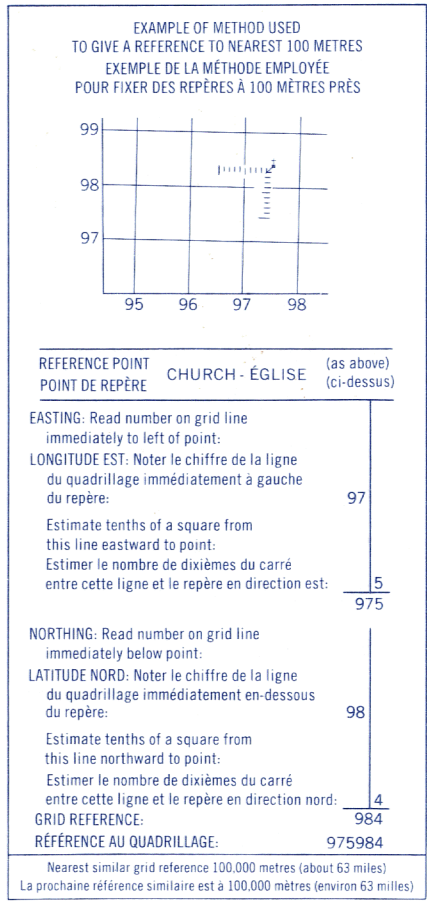 EXAMPLE OF METHOD USED
TO GIVE A REFERENCE TO NEAREST 100 METRES
EXEMPLE DE LA MÉTHODE EMPLOYÉE
POUR FIXER DES REPÈRES À 100 MÈTRES PRÈS
99
98
97
95 96 97 98
REFERENCE POINT
POINT DE REPÈRE
CHURCH - ÉGLISE
(as above)
(ci-dessus)
EASTING: Read number on grid line
immediately to left of point:
LONGITUDE EST: Noter le chiffre de la ligne
du quadrillage immédiatement à gauche
du repère: 97
Estimate tenths of a square from
this line eastward to point:
Estimer le nombre de dixièmes du carré
entre cette ligne et le repère en direction est: 5
975
NORTHING: Read number on grid line
immediately below point:
LATITUDE NORD: Noter le chiffre de la ligne
du quadrillage immédiatement en-dessous
du repère: 98
Estimate tenths of a square from
this line northward to point:
Estimer le nombre de dixièmes du carré
entre cette ligne et le repère en direction nord: 4
GRID REFERENCE: 984
RÉFÉRENCE AU QUADRILLAGE: 975984
Nearest similar grid reference 100,000 metres (about 63 miles)
La prochaine référence similaire est à 100,000 mètres (environ 63 milles)